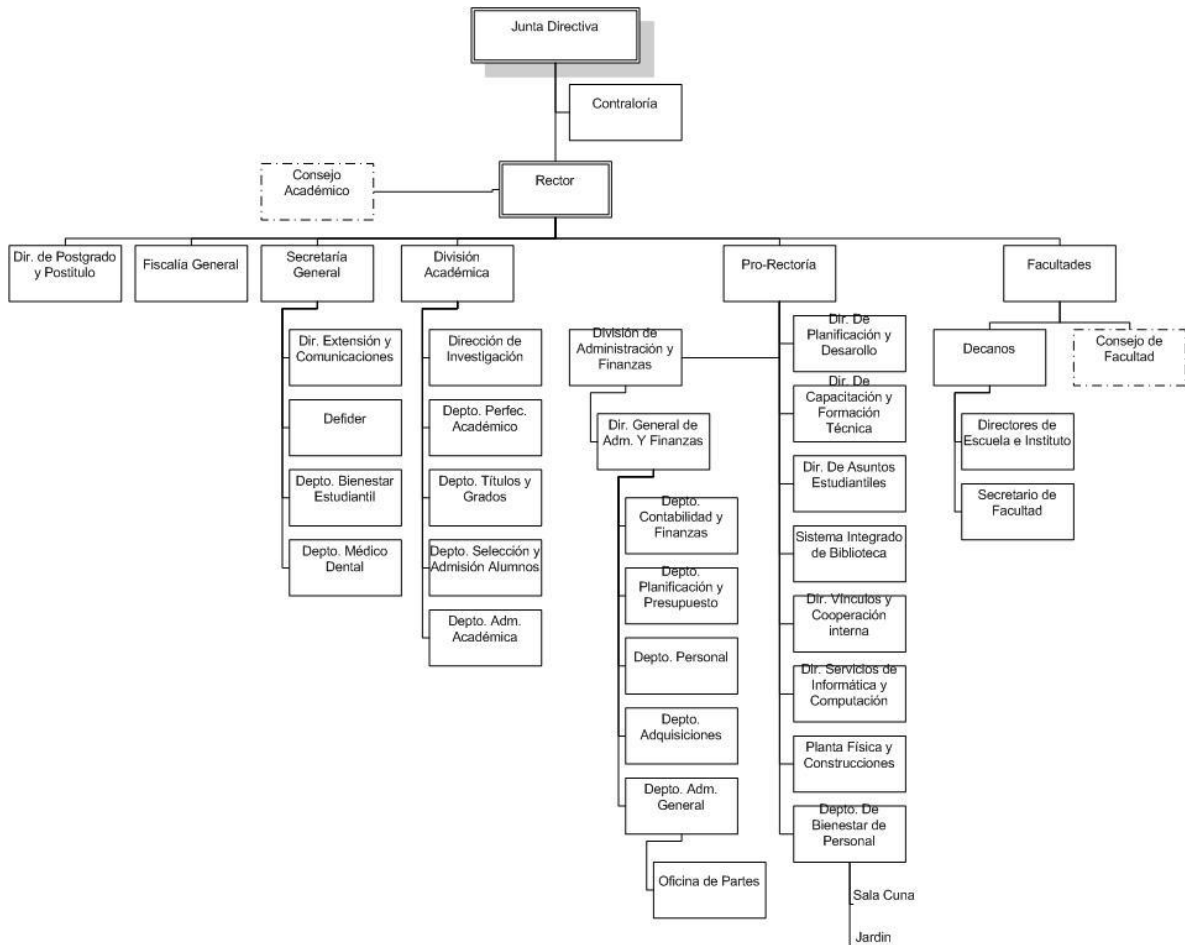 Junta Directiva
Contraloría
Consejo
Académico
Rector
Dir. de Postgrado
y Postitulo
Fiscalía General
Secretaría
General
División
Académica
Pro-Rectoría
Facultades
Dir. Extensión y
Comunicaciones
Defider
Depto. Bienestar
Estudiantil
Depto. Médico
Dental
Dirección de
Investigación
Depto. Perfec.
Académico
Depto. Títulos y
Grados
Depto. Selección y
Admisión Alumnos
Depto. Adm.
Académica
División de
Administración y
Finanzas
Dir. General de
Adm. Y Finanzas
Depto.
Contabilidad y
Finanzas
Depto.
Planificación y
Presupuesto
Depto. Personal
Depto.
Adquisiciones
Depto. Adm.
General
Oficina de Partes
Dir. De
Planificación y
Desarollo
Dir. De
Capacitación y
Formación
Técnica
Dir. De Asuntos
Estudiantiles
Sistema Integrado
de Biblioteca
Dir. Vínculos y
Cooperación
interna
Dir. Servicios de
Informática y
Computación
Planta Física y
Construcciones
Depto. De
Bienestar de
Personal
Sala Cuna
Jardin
Decanos
Consejo de
Facultad
Directores de
Escuela e Instituto
Secretario de
Facultad